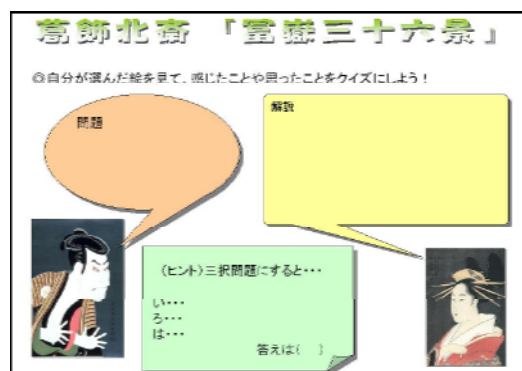 葛飾北斎 「冨嶽三十六景」
◎自分が選んだ絵を見て、感じたことや思ったことをクイズにしよう！
問題
解説
(ヒント)三択問題にすると・・・
い・・・
ろ・・・
は・・・
答えは(　)